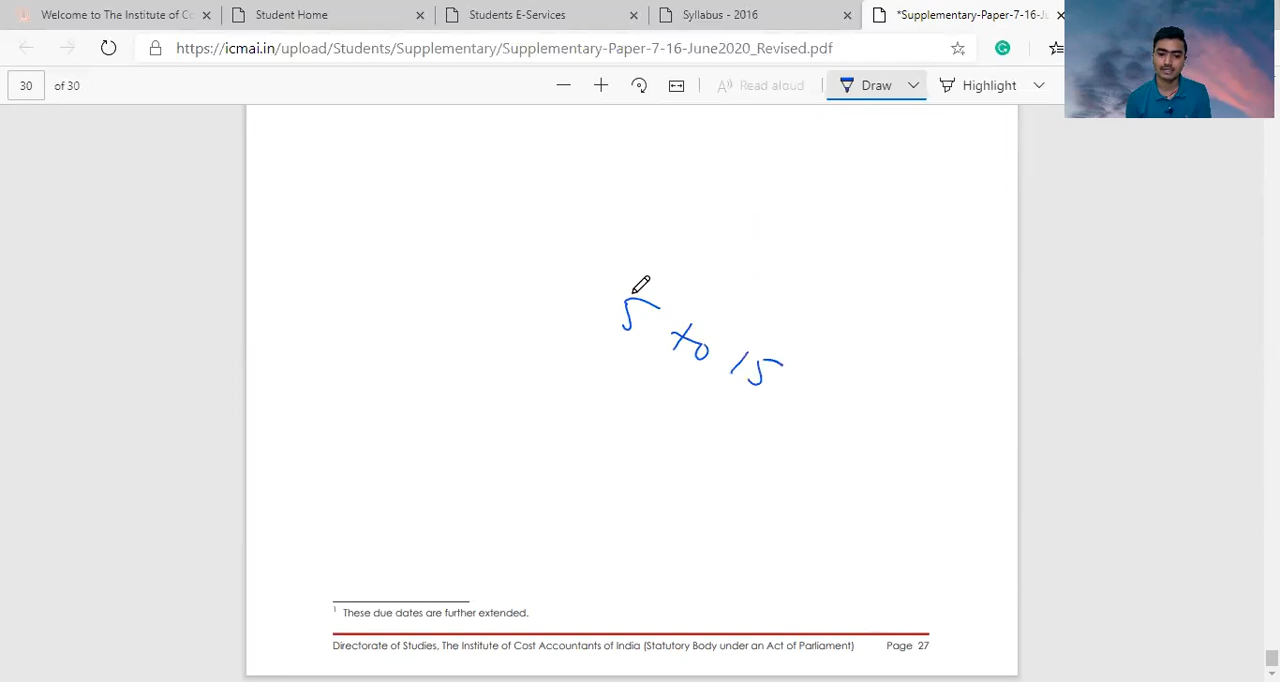 Welcome to The Institute of Co
Student Home
Students E-Services
Syllabus - 2016
*Supplementary-Paper-7-16-Ju
https://icmai.in/upload/Students/Supplementary/Supplementary-Paper-7-16-June2020_Revised.pdf
30 of 30
Read aloud
Draw
Highlight
5 to 15
1 These due dates are further extended.
Directorate of Studies, The Institute of Cost Accountants of India (Statutory Body under an Act of Parliament) Page 27